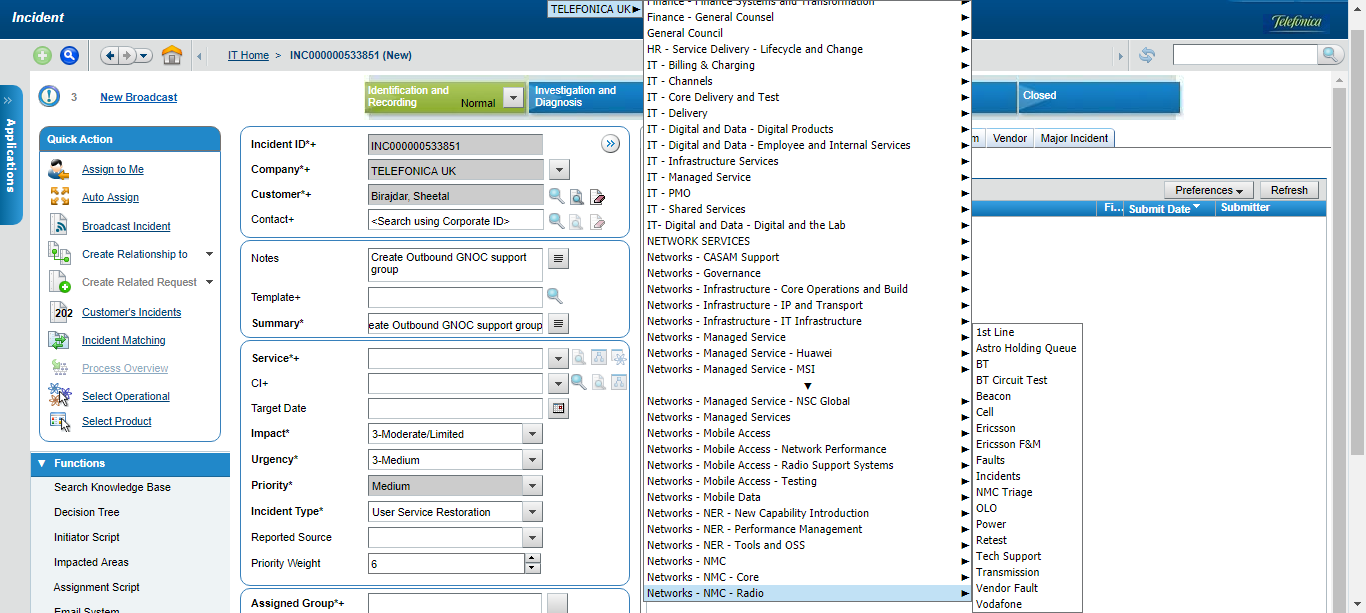 Incident
TELEFONICA UK
Telefónica
IT Home > INC000000533851 (New)
3 New Broadcast
Applications
Identification and
Recording
Normal
Investigation and
Diagnosis
Closed
Quick Action
Assign to Me
Auto Assign
Broadcast Incident
Create Relationship to
Create Related Request
202 Customer's Incidents
Incident Matching
Process Overview
Select Operational
Select Product
Functions
Search Knowledge Base
Decision Tree
Initiator Script
Impacted Areas
Assignment Script
Email System
Incident ID*+ INC000000533851
Company*+ TELEFONICA UK
Customer*+ Birajdar, Sheetal
Contact+ <Search using Corporate ID>
Notes Create Outbound GNOC support
group
Template+
Summary* eate Outbound GNOC support group
Service*+
CI+
Target Date
Impact* 3-Moderate/Limited
Urgency* 3-Medium
Priority* Medium
Incident Type* User Service Restoration
Reported Source
Priority Weight 6
Assigned Group*+
Finance - Finance Systems and Transformation
Finance - General Counsel
General Council
HR - Service Delivery - Lifecycle and Change
IT - Billing & Charging
IT - Channels
IT - Core Delivery and Test
IT - Delivery
IT - Digital and Data - Digital Products
IT - Digital and Data - Employee and Internal Services
IT - Infrastructure Services
IT - Managed Service
IT - PMO
IT - Shared Services
IT- Digital and Data - Digital and the Lab
NETWORK SERVICES
Networks - CASAM Support
Networks - Governance
Networks - Infrastructure - Core Operations and Build
Networks - Infrastructure - IP and Transport
Networks - Infrastructure - IT Infrastructure
Networks - Managed Service
Networks - Managed Service - Huawei
Networks - Managed Service - MSI
Networks - Managed Service - NSC Global
Networks - Managed Services
Networks - Mobile Access
Networks - Mobile Access - Network Performance
Networks - Mobile Access - Radio Support Systems
Networks - Mobile Access - Testing
Networks - Mobile Data
Networks - NER - New Capability Introduction
Networks - NER - Performance Management
Networks - NER - Tools and OSS
Networks - NMC
Networks - NMC - Core
Networks - NMC - Radio
m Vendor Major Incident
Preferences Refresh
Fi... Submit Date Submitter
1st Line
Astro Holding Queue
BT
BT Circuit Test
Beacon
Cell
Ericsson
Ericsson F&M
Faults
Incidents
NMC Triage
OLO
Power
Retest
Tech Support
Transmission
Vendor Fault
Vodafone